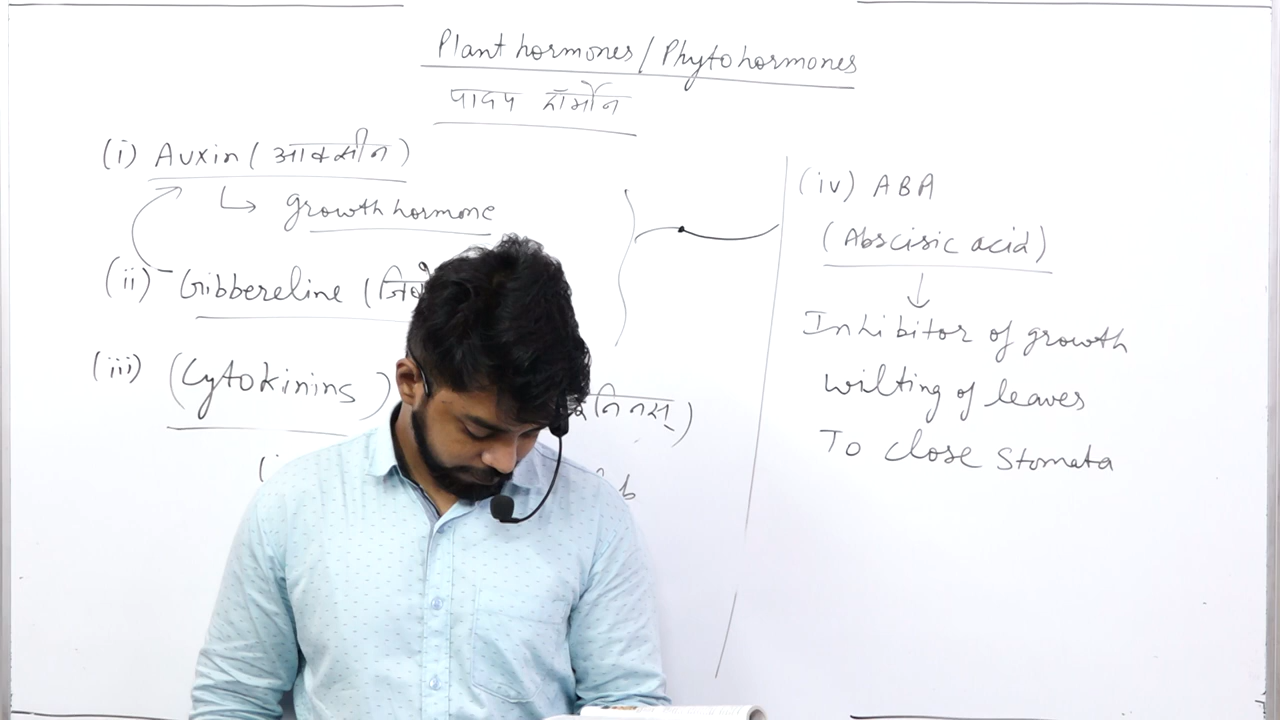 Plant hormones / Phytohormones
पादप हॉर्मोन
(i) Auxin ( आक्सीन )
↳ growth hormone
(ii) Gibbereline (
(iii) (Cytokinins)
(iv) ABA
(Abscisic acid)
↓
Inhibitor of growth
wilting of leaves
To close Stomata